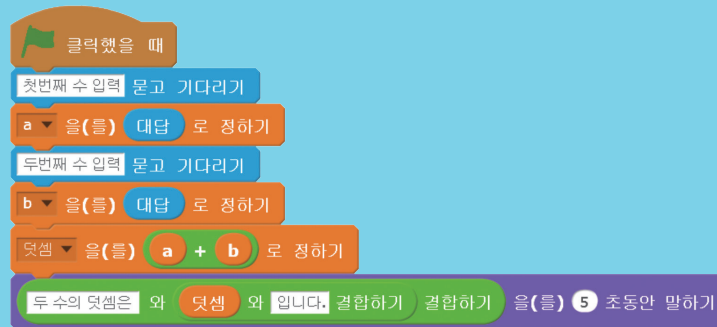 클릭했을 때
첫번째 수 입력 묻고 기다리기
a 을(를) 대답 로 정하기
두번째 수 입력 묻고 기다리기
b 을(를) 대답 로 정하기
덧셈 을(를) a + b 로 정하기
두 수의 덧셈은 와 덧셈 와 입니다. 결합하기 결합하기 을(를) 5 초동안 말하기